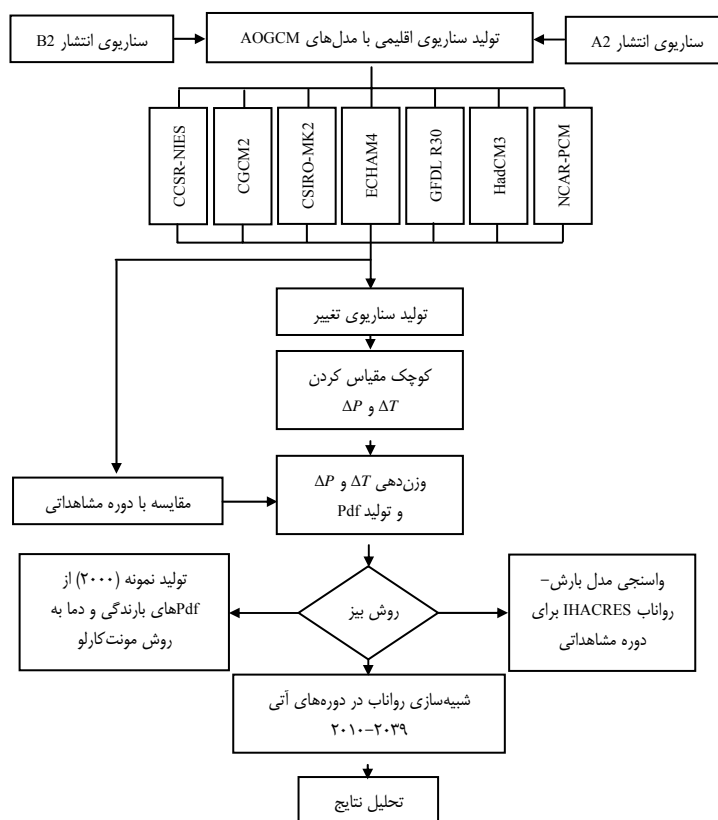 سناریوی انتشار A2
تولید سناریوی اقلیمی با مدل‌های AOGCM
سناریوی انتشار B2
CCSR-NIES
CGCM2
CSIRO-MK2
ECHAM4
GFDL R30
HadCM3
NCAR-PCM
تولید سناریوی تغییر
کوچک مقیاس کردن
ΔT و ΔP
وزن‌دهی ΔT و ΔP
و تولید Pdf
مقایسه با دوره مشاهداتی
واسنجی مدل بارش–
رواناب IHACRES برای
دوره مشاهداتی
روش بیز
تولید نمونه (۲۰۰۰) از
Pdfهای بارندگی و دما به
روش مونت‌کارلو
شبیه‌سازی رواناب در دوره‌های آتی
۲۰۱۰–۲۰۳۹
تحلیل نتایج